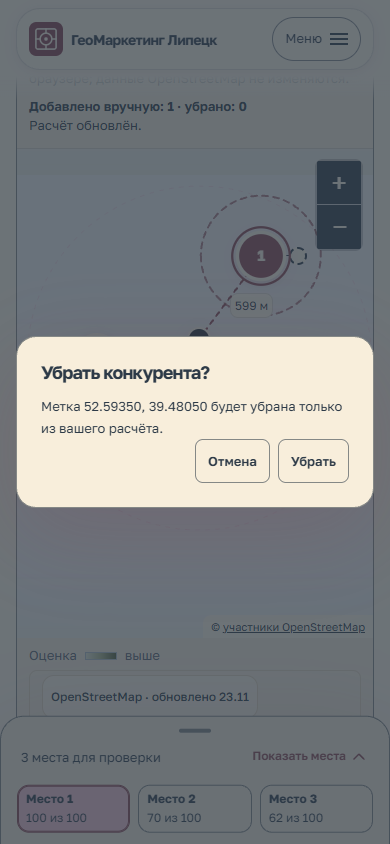 ГеоМаркетинг Липецк
Меню
Добавлено вручную: 1 · убрано: 0
Расчёт обновлён.
+
1
−
599 м
Убрать конкурента?
Метка 52.59350, 39.48050 будет убрана только
из вашего расчёта.
Отмена
Убрать
© участники OpenStreetMap
Оценка
выше
OpenStreetMap · обновлено 23.11
3 места для проверки
Показать места
Место 1
Место 2
Место 3
100 из 100
70 из 100
62 из 100